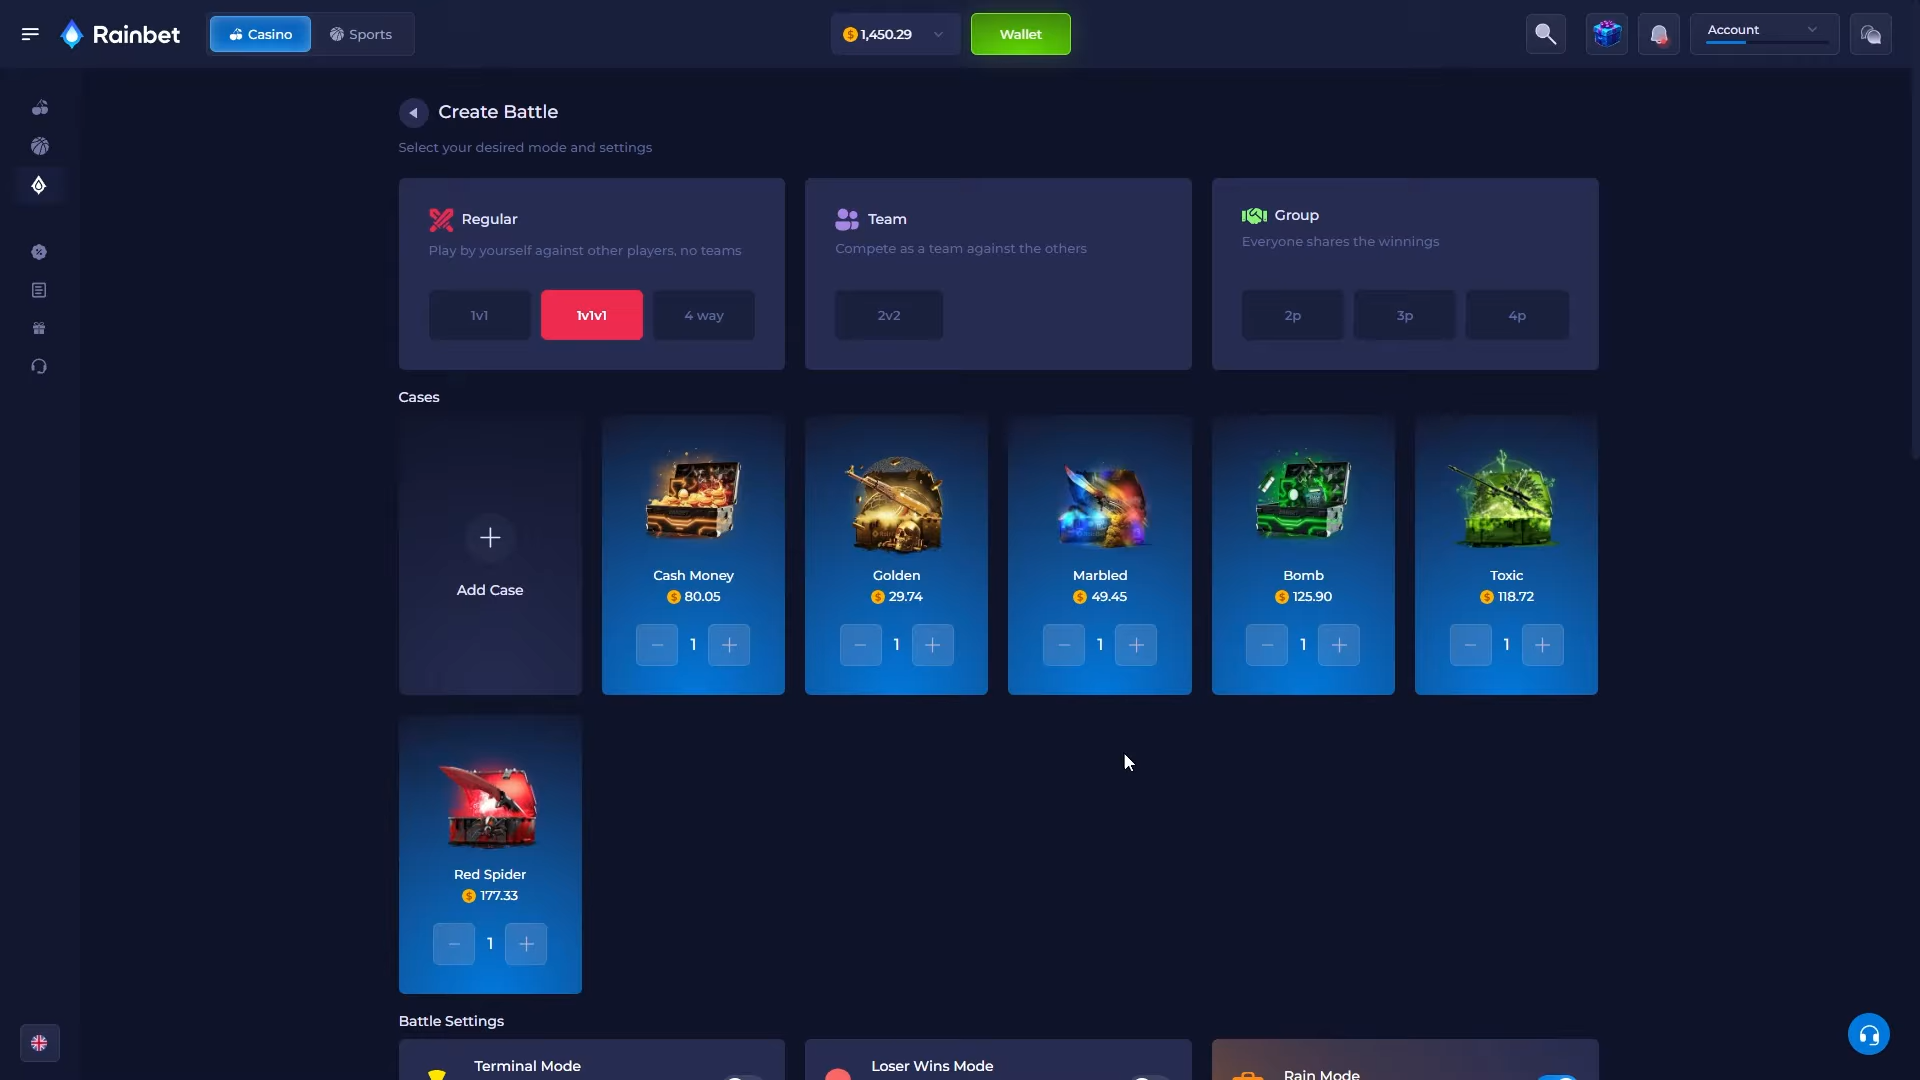 Rainbet
Casino
Sports
1,450.29
Wallet
Account
Create Battle
Select your desired mode and settings
Regular
Play by yourself against other players, no teams
1v1
1v1v1
4 way
Team
Compete as a team against the others
2v2
Group
Everyone shares the winnings
2p
3p
4p
Cases
Add Case
Cash Money
80.05
1
Golden
29.74
1
Marbled
49.45
1
Bomb
125.90
1
Toxic
118.72
1
Red Spider
177.33
1
Battle Settings
Terminal Mode
Loser Wins Mode
Rain Mode